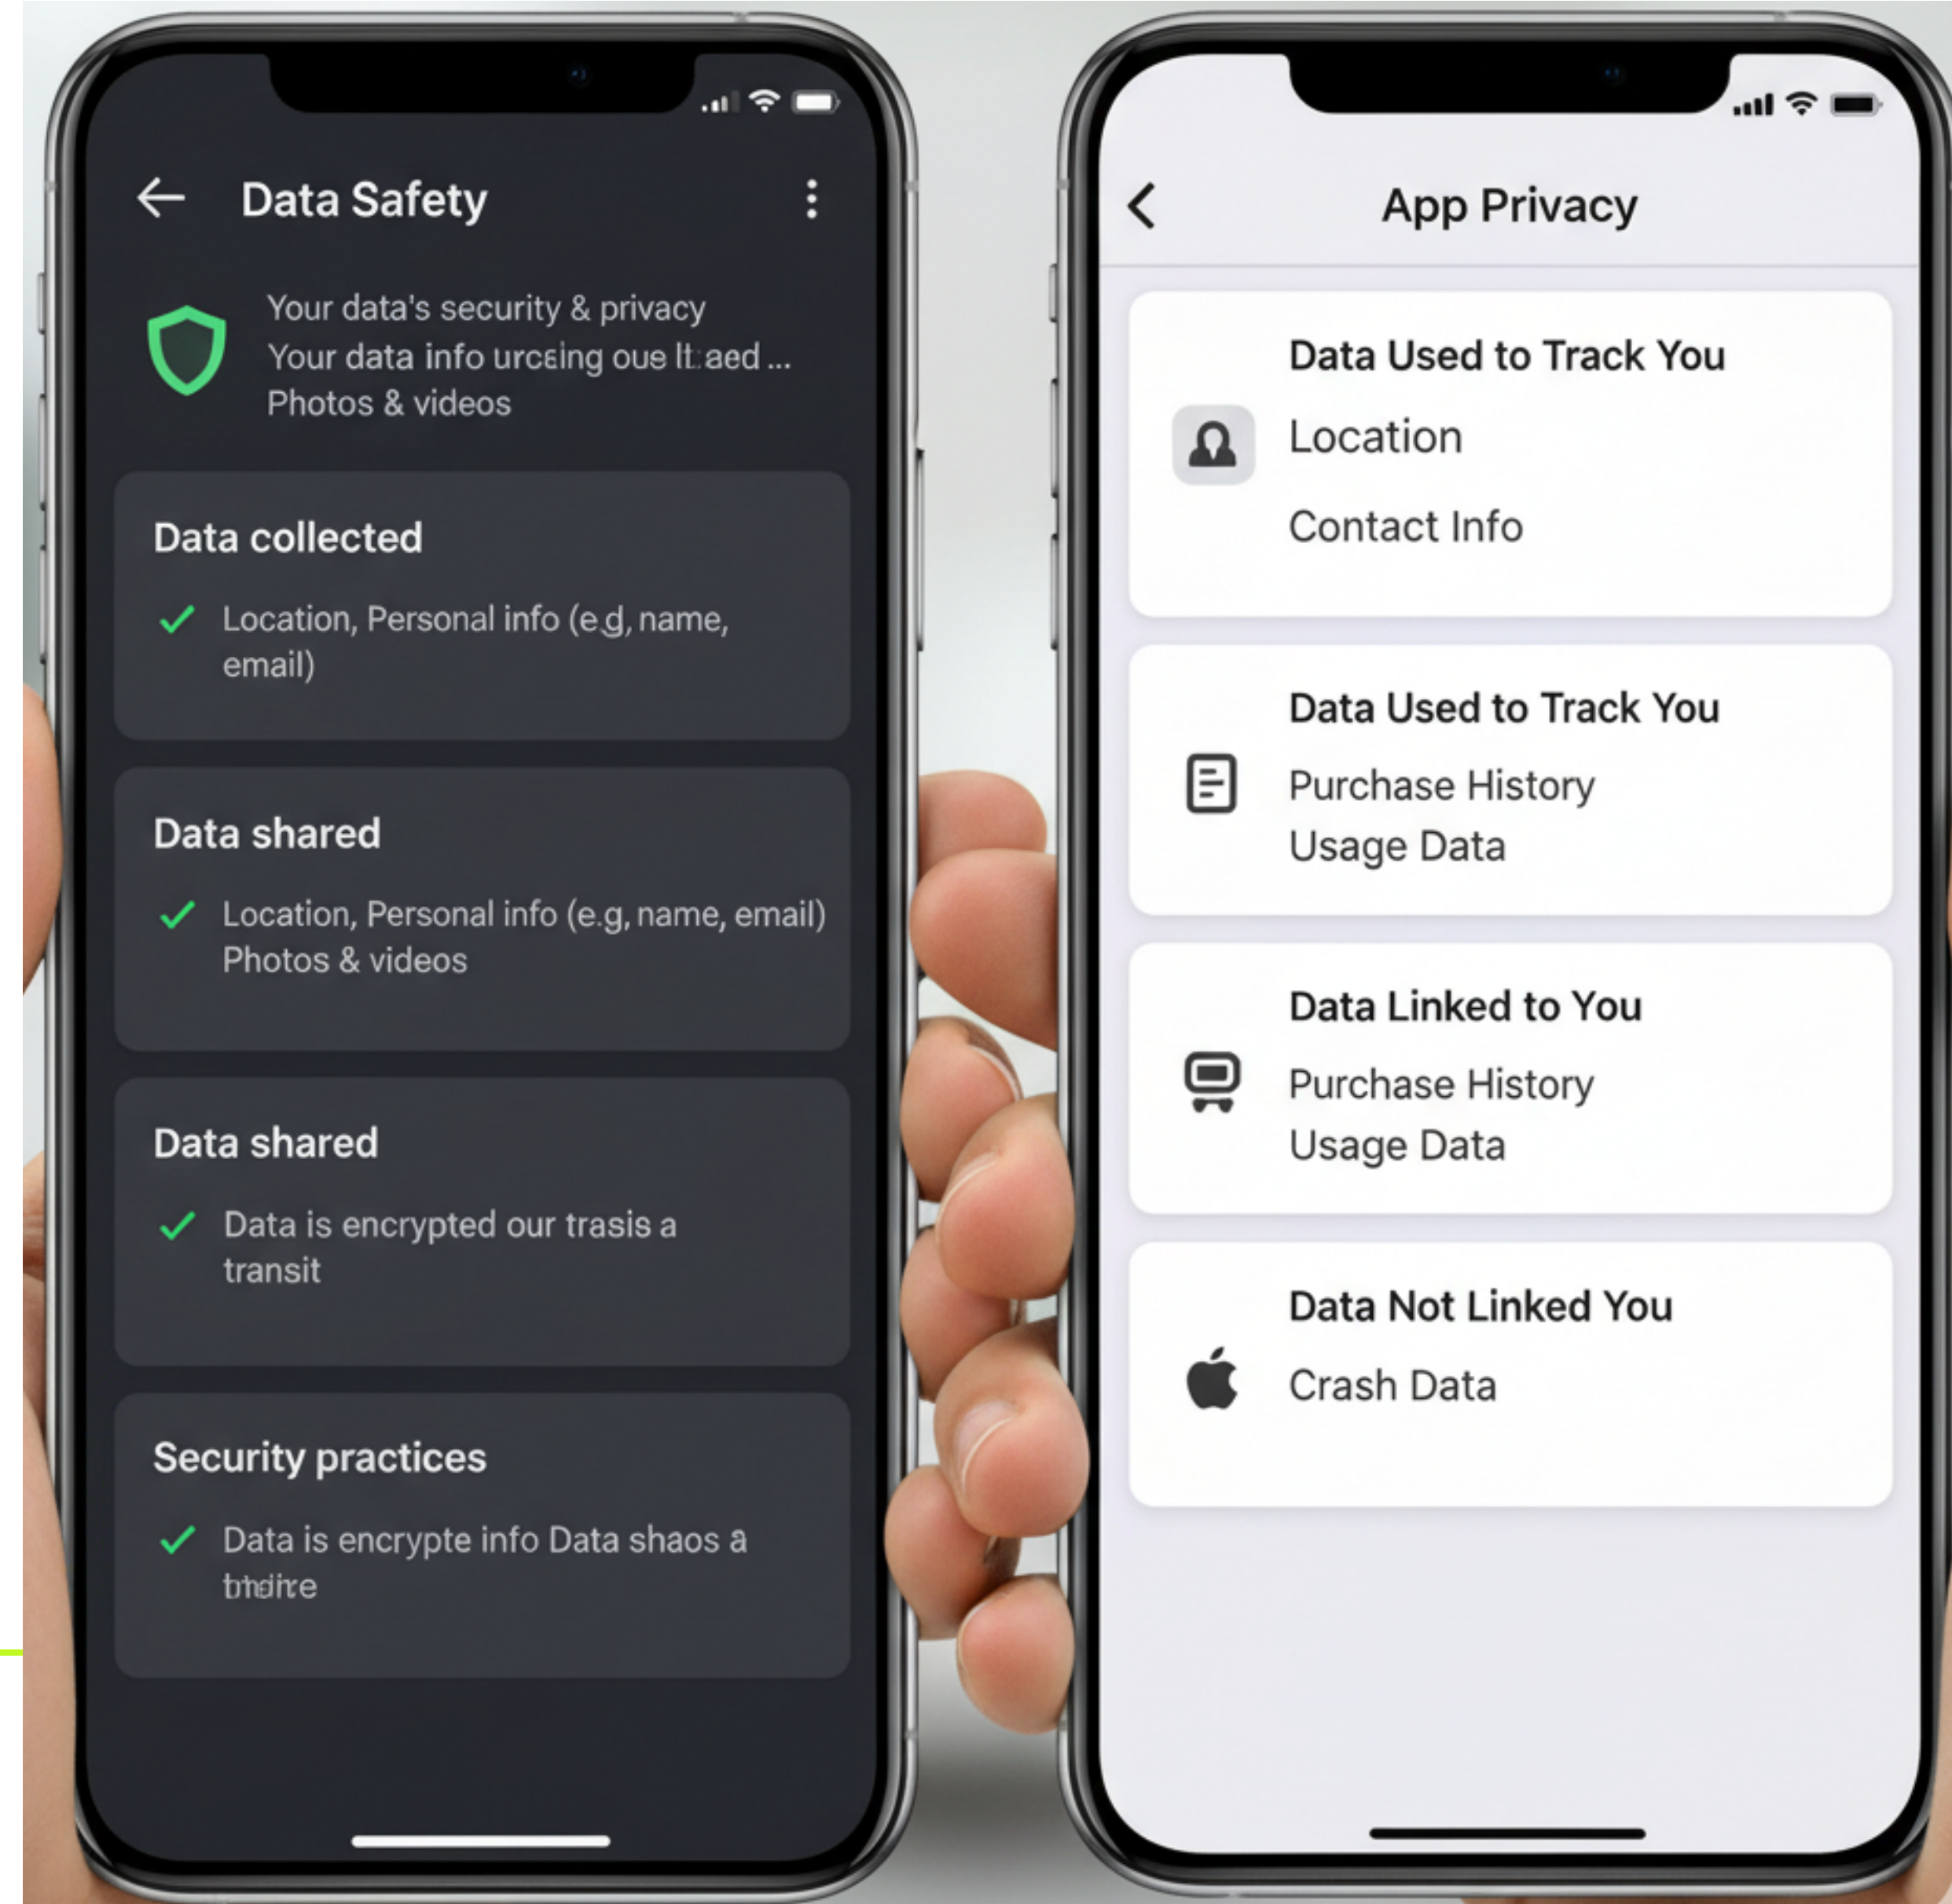 Data Safety
Your data's security & privacy
Your data info oue
Photos & videos
Data collected
Location, Personal info (e.g, name,
email)
Data shared
Location, Personal info (e.g, name, email)
Photos & videos
Data shared
Data is encrypted our trasis a
transit
Security practices
Data is encrypte info Data shaos a
App Privacy
Data Used to Track You
Location
Contact Info
Data Used to Track You
Purchase History
Usage Data
Data Linked to You
Purchase History
Usage Data
Data Not Linked You
Crash Data